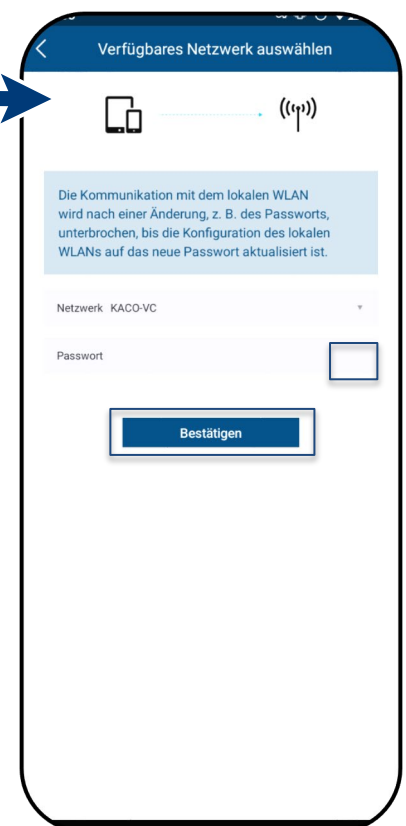 Verfügbares Netzwerk auswählen
Die Kommunikation mit dem lokalen WLAN
wird nach einer Änderung, z. B. des Passworts,
unterbrochen, bis die Konfiguration des lokalen
WLANs auf das neue Passwort aktualisiert ist.
Netzwerk KACO-VC
Passwort
Bestätigen